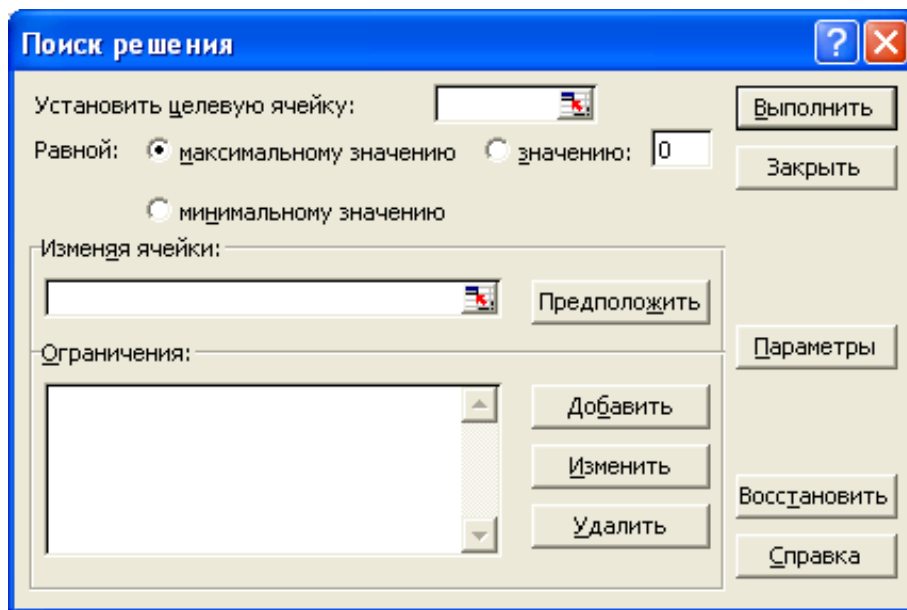 Поиск решения
Установить целевую ячейку:
Выполнить
Равной: максимальному значению значению: 0
Закрыть
минимальному значению
Изменяя ячейки:
Предположить
Параметры
Ограничения:
Добавить
Изменить
Восстановить
Удалить
Справка